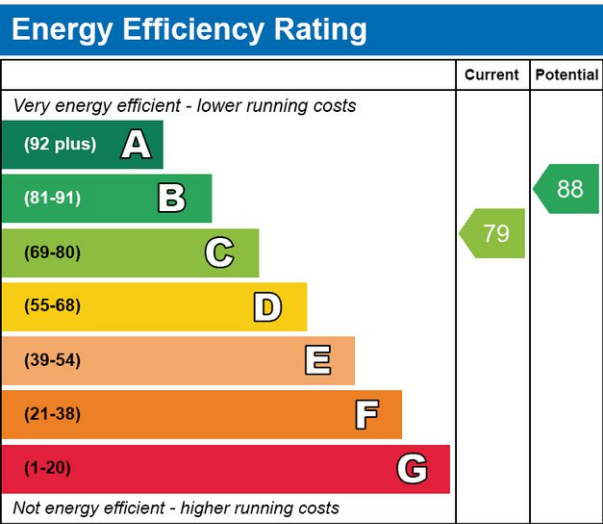 Energy Efficiency Rating
Current Potential
Very energy efficient - lower running costs
(92 plus) A
(81-91) B
88
(69-80) C
79
(55-68) D
(39-54) E
(21-38) F
(1-20) G
Not energy efficient - higher running costs